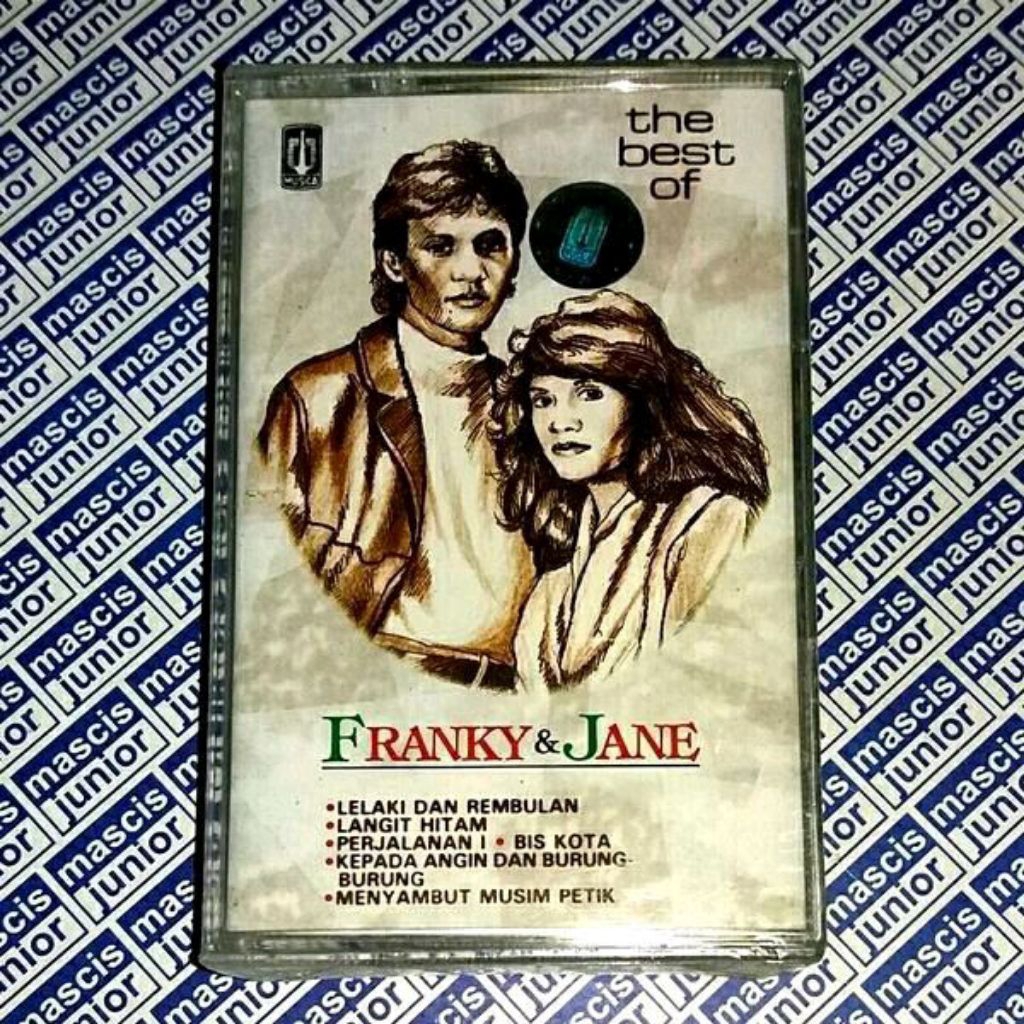 the
best
of
MUSICA
FRANKY & JANE
•LELAKI DAN REMBULAN
•LANGIT HITAM
•PERJALANAN I • BIS KOTA
•KEPADA ANGIN DAN BURUNG-
BURUNG
•MENYAMBUT MUSIM PETIK
mascis
junior